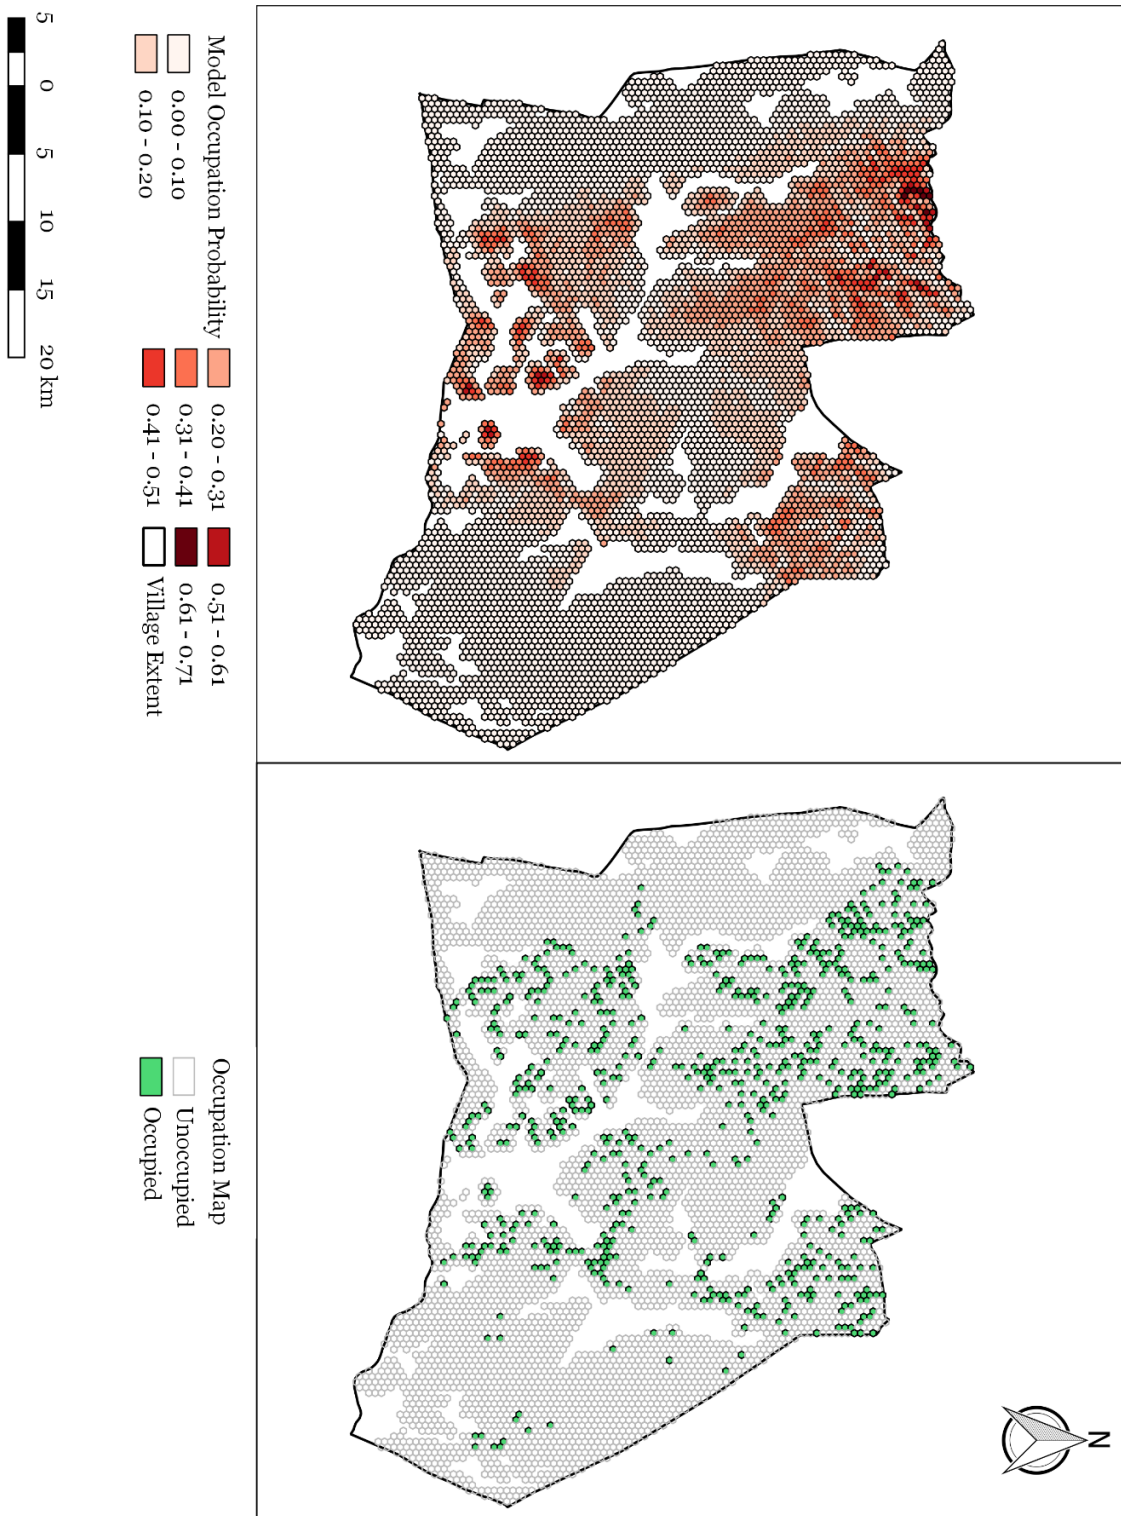 N
Model Occupation Probability
0.00 - 0.10
0.10 - 0.20
0.20 - 0.31
0.31 - 0.41
0.41 - 0.51
0.51 - 0.61
0.61 - 0.71
Village Extent
Occupation Map
Unoccupied
Occupied
5 0 5 10 15 20 km